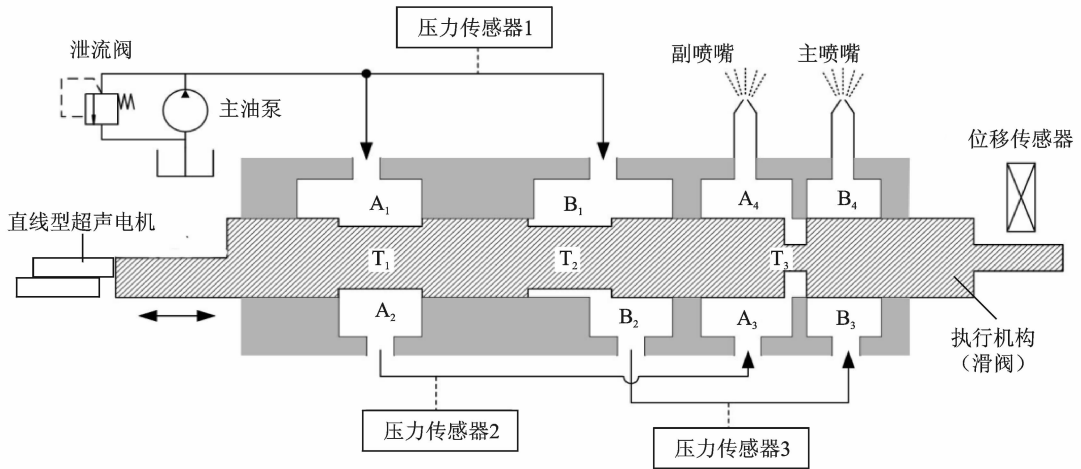 压力传感器1
泄流阀
主油泵
副喷嘴
主喷嘴
位移传感器
直线型超声电机
A₁
B₁
A₄
B₄
T₁
T₂
T₃
A₂
B₂
A₃
B₃
执行机构
（滑阀）
压力传感器2
压力传感器3